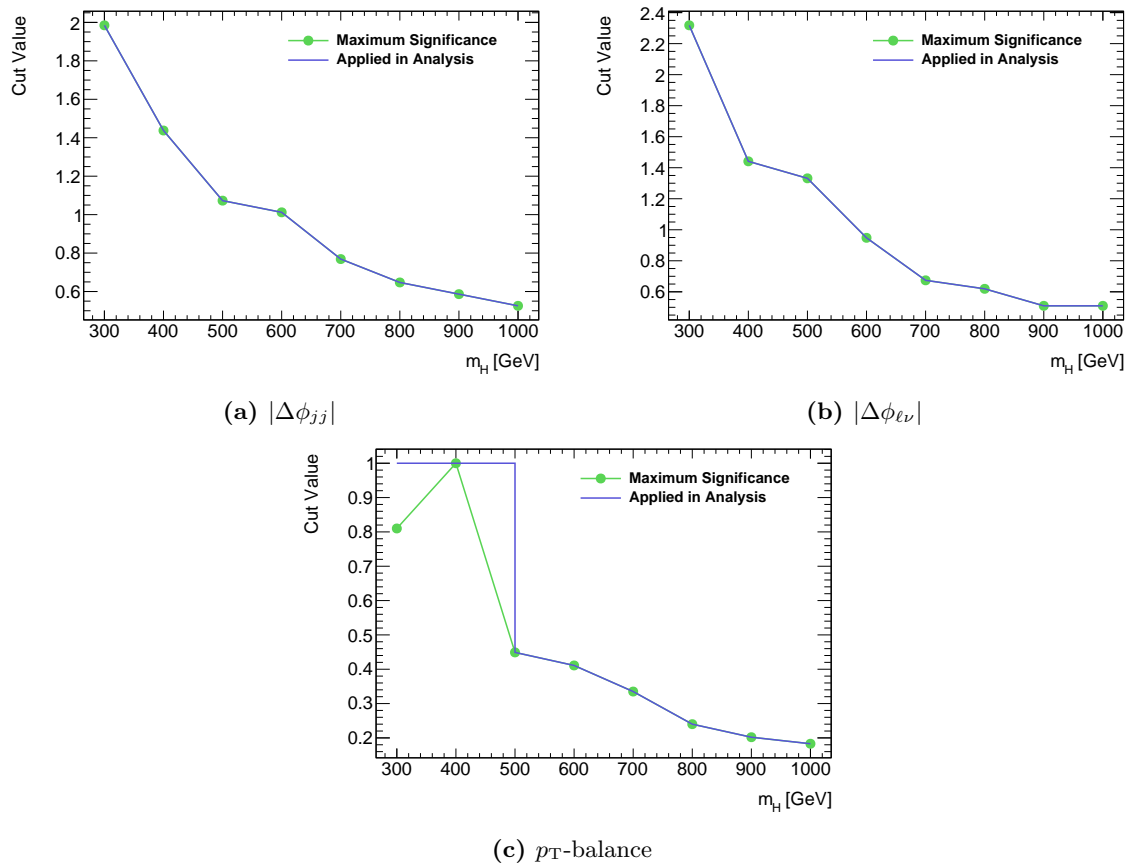 Cut Value
2
1.8
1.6
1.4
1.2
1
0.8
0.6
Maximum Significance
Applied in Analysis
300 400 500 600 700 800 900 1000
m_H [GeV]
(a) |Δϕ_jj|
Cut Value
2.4
2.2
2
1.8
1.6
1.4
1.2
1
0.8
0.6
Maximum Significance
Applied in Analysis
300 400 500 600 700 800 900 1000
m_H [GeV]
(b) |Δϕ_ℓν|
Cut Value
1
0.9
0.8
0.7
0.6
0.5
0.4
0.3
0.2
Maximum Significance
Applied in Analysis
300 400 500 600 700 800 900 1000
m_H [GeV]
(c) p_T-balance